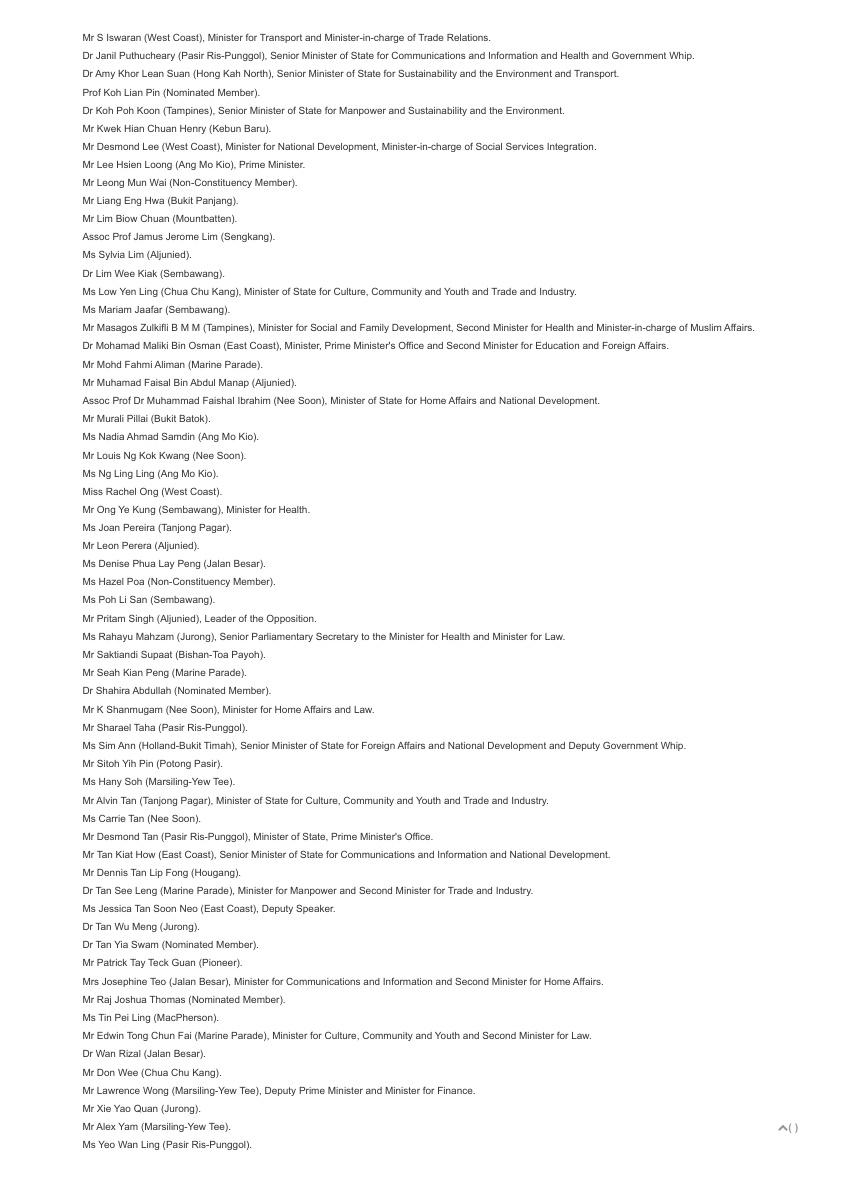 Mr S Iswaran (West Coast), Minister for Transport and Minister-in-charge of Trade Relations.
Dr Janil Puthucheary (Pasir Ris-Punggol), Senior Minister of State for Communications and Information and Health and Government Whip.
Dr Amy Khor Lean Suan (Hong Kah North), Senior Minister of State for Sustainability and the Environment and Transport.
Prof Koh Lian Pin (Nominated Member).
Dr Koh Poh Koon (Tampines), Senior Minister of State for Manpower and Sustainability and the Environment.
Mr Kwek Hian Chuan Henry (Kebun Baru).
Mr Desmond Lee (West Coast), Minister for National Development, Minister-in-charge of Social Services Integration.
Mr Lee Hsien Loong (Ang Mo Kio), Prime Minister.
Mr Leong Mun Wai (Non-Constituency Member).
Mr Liang Eng Hwa (Bukit Panjang).
Mr Lim Biow Chuan (Mountbatten).
Assoc Prof Jamus Jerome Lim (Sengkang).
Ms Sylvia Lim (Aljunied).
Dr Lim Wee Kiak (Sembawang).
Ms Low Yen Ling (Chua Chu Kang), Minister of State for Culture, Community and Youth and Trade and Industry.
Ms Mariam Jaafar (Sembawang).
Mr Masagos Zulkifli B M M (Tampines), Minister for Social and Family Development, Second Minister for Health and Minister-in-charge of Muslim Affairs.
Dr Mohamad Maliki Bin Osman (East Coast), Minister, Prime Minister's Office and Second Minister for Education and Foreign Affairs.
Mr Mohd Fahmi Aliman (Marine Parade).
Mr Muhamad Faisal Bin Abdul Manap (Aljunied).
Assoc Prof Dr Muhammad Faishal Ibrahim (Nee Soon), Minister of State for Home Affairs and National Development.
Mr Murali Pillai (Bukit Batok).
Ms Nadia Ahmad Samdin (Ang Mo Kio).
Mr Louis Ng Kok Kwang (Nee Soon).
Ms Ng Ling Ling (Ang Mo Kio).
Miss Rachel Ong (West Coast).
Mr Ong Ye Kung (Sembawang), Minister for Health.
Ms Joan Pereira (Tanjong Pagar).
Mr Leon Perera (Aljunied).
Ms Denise Phua Lay Peng (Jalan Besar).
Ms Hazel Poa (Non-Constituency Member).
Ms Poh Li San (Sembawang).
Mr Pritam Singh (Aljunied), Leader of the Opposition.
Ms Rahayu Mahzam (Jurong), Senior Parliamentary Secretary to the Minister for Health and Minister for Law.
Mr Saktiandi Supaat (Bishan-Toa Payoh).
Mr Seah Kian Peng (Marine Parade).
Dr Shahira Abdullah (Nominated Member).
Mr K Shanmugam (Nee Soon), Minister for Home Affairs and Law.
Mr Sharael Taha (Pasir Ris-Punggol).
Ms Sim Ann (Holland-Bukit Timah), Senior Minister of State for Foreign Affairs and National Development and Deputy Government Whip.
Mr Sitoh Yih Pin (Potong Pasir).
Ms Hany Soh (Marsiling-Yew Tee).
Mr Alvin Tan (Tanjong Pagar), Minister of State for Culture, Community and Youth and Trade and Industry.
Ms Carrie Tan (Nee Soon).
Mr Desmond Tan (Pasir Ris-Punggol), Minister of State, Prime Minister's Office.
Mr Tan Kiat How (East Coast), Senior Minister of State for Communications and Information and National Development.
Mr Dennis Tan Lip Fong (Hougang).
Dr Tan See Leng (Marine Parade), Minister for Manpower and Second Minister for Trade and Industry.
Ms Jessica Tan Soon Neo (East Coast), Deputy Speaker.
Dr Tan Wu Meng (Jurong).
Dr Tan Yia Swam (Nominated Member).
Mr Patrick Tay Teck Guan (Pioneer).
Mrs Josephine Teo (Jalan Besar), Minister for Communications and Information and Second Minister for Home Affairs.
Mr Raj Joshua Thomas (Nominated Member).
Ms Tin Pei Ling (MacPherson).
Mr Edwin Tong Chun Fai (Marine Parade), Minister for Culture, Community and Youth and Second Minister for Law.
Dr Wan Rizal (Jalan Besar).
Mr Don Wee (Chua Chu Kang).
Mr Lawrence Wong (Marsiling-Yew Tee), Deputy Prime Minister and Minister for Finance.
Mr Xie Yao Quan (Jurong).
Mr Alex Yam (Marsiling-Yew Tee).
( )
Ms Yeo Wan Ling (Pasir Ris-Punggol).